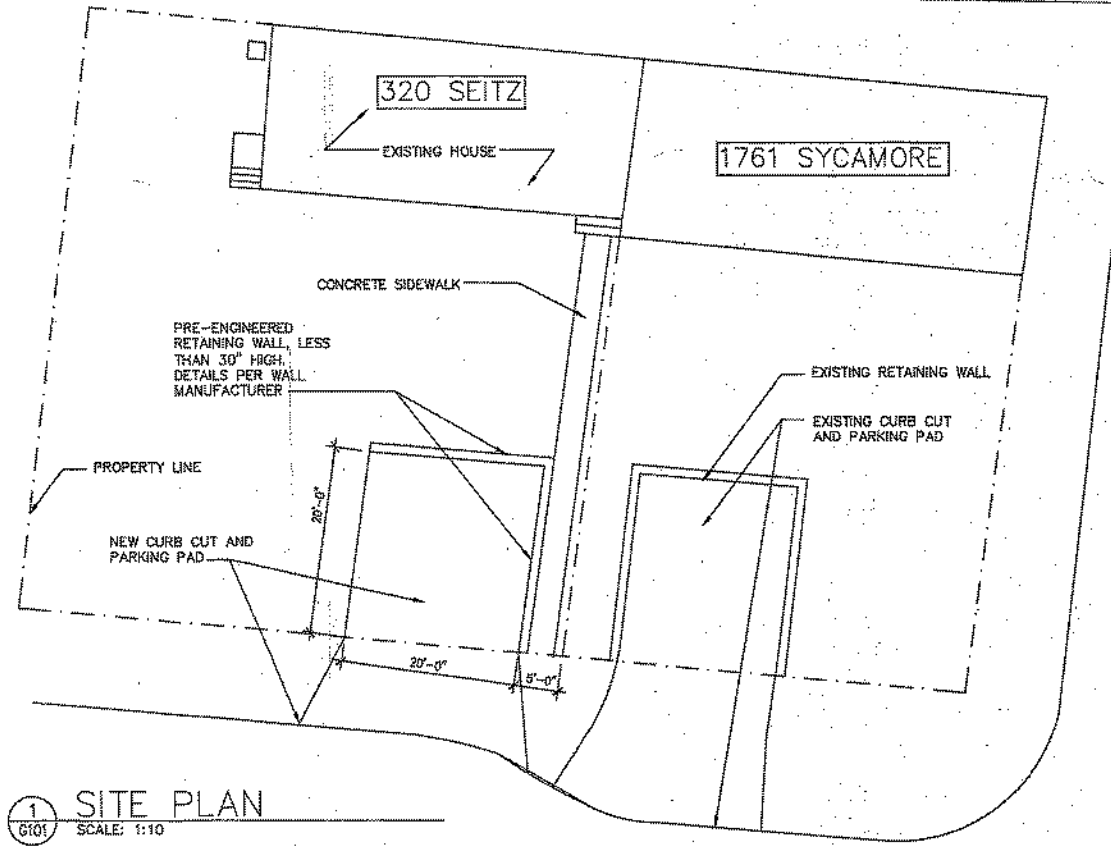 320 SEITZ
EXISTING HOUSE
1761 SYCAMORE
CONCRETE SIDEWALK
PRE-ENGINEERED
RETAINING WALL, LESS
THAN 30" HIGH.
DETAILS PER WALL
MANUFACTURER
EXISTING RETAINING WALL
EXISTING CURB CUT
AND PARKING PAD
PROPERTY LINE
20'-0"
NEW CURB CUT AND
PARKING PAD
20'-0"
5'-0"
1
G101
SITE PLAN
SCALE: 1:10